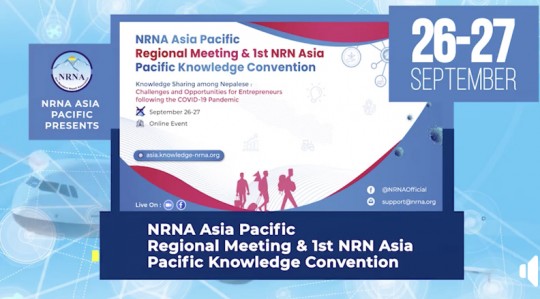 NRNA
NRNA ASIA
PACIFIC
PRESENTS
NRNA Asia Pacific
Regional Meeting & 1st NRN Asia
Pacific Knowledge Convention
Knowledge Sharing among Nepalese -
Challenges and Opportunities for Entrepreneurs
following the COVID-19 Pandemic
September 26-27
Online Event
asia.knowledge-nrna.org
Live On :
@NRNAOfficial
support@nrna.org
26-27
SEPTEMBER
NRNA Asia Pacific
Regional Meeting & 1st NRN Asia
Pacific Knowledge Convention